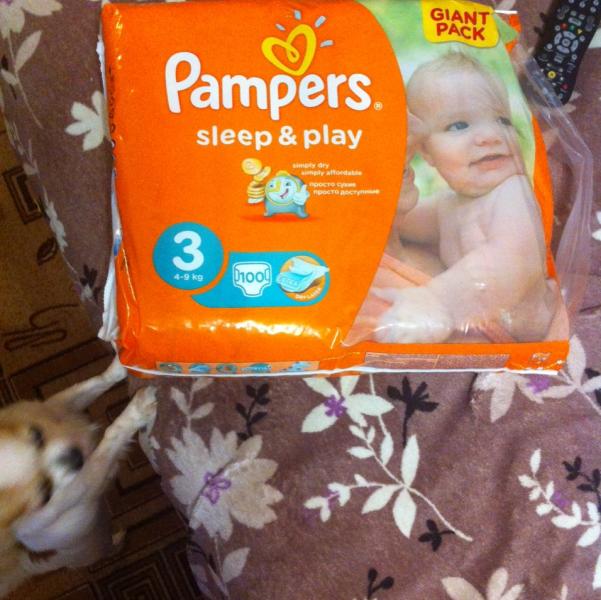 GIANT
PACK
Pampers®
sleep & play
simply dry
simply affordable
просто сухие
просто доступные
3
4-9 kg
100